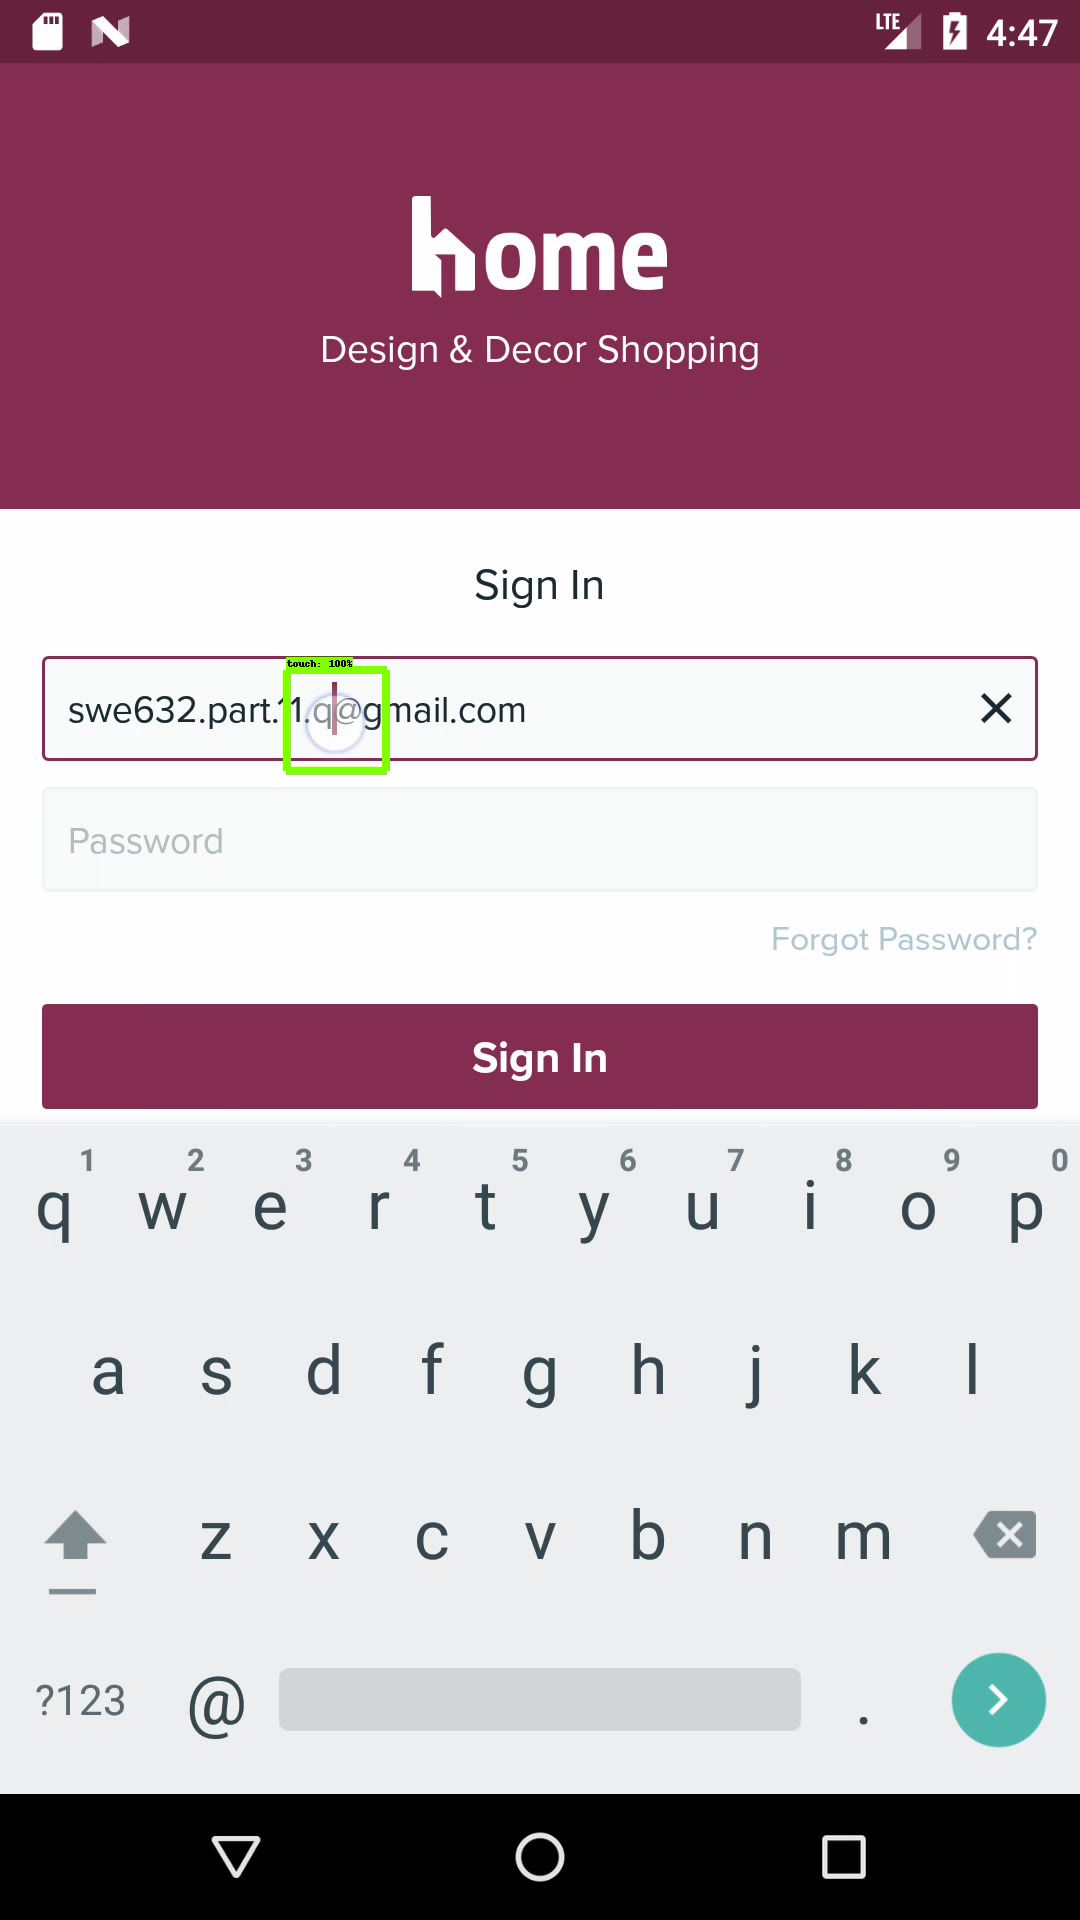 LTE 4:47
home
Design & Decor Shopping
Sign In
touch: 100%
swe632.part.11.q@gmail.com
Password
Forgot Password?
Sign In
1 2 3 4 5 6 7 8 9 0
q w e r t y u i o p
a s d f g h j k l
z x c v b n m
?123 @ .